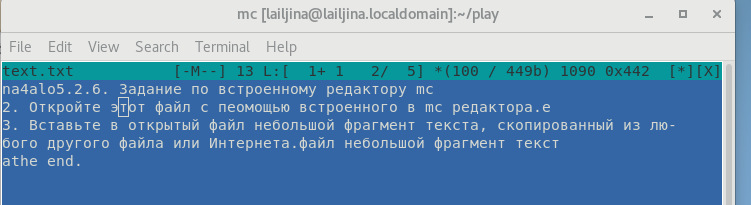 mc [lailjina@lailjina.localdomain]:~/play
File Edit View Search Terminal Help
text.txt [-M--] 13 L:[ 1+ 1 2/ 5] *(100 / 449b) 1090 0x442 [*][X]
na4alo5.2.6. Задание по встроенному редактору mc
2. Откройте этот файл с пеомощью встроенного в mc редактора.e
3. Вставьте в открытый файл небольшой фрагмент текста, скопированный из лю-
бого другого файла или Интернета.файл небольшой фрагмент текст
athe end.